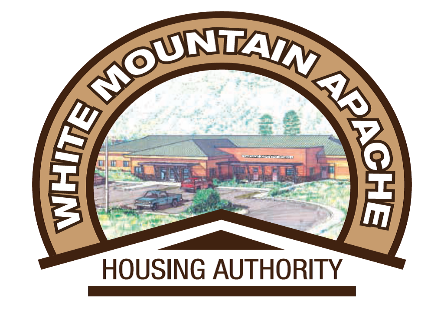 WHITE MOUNTAIN APACHE
HOUSING AUTHORITY